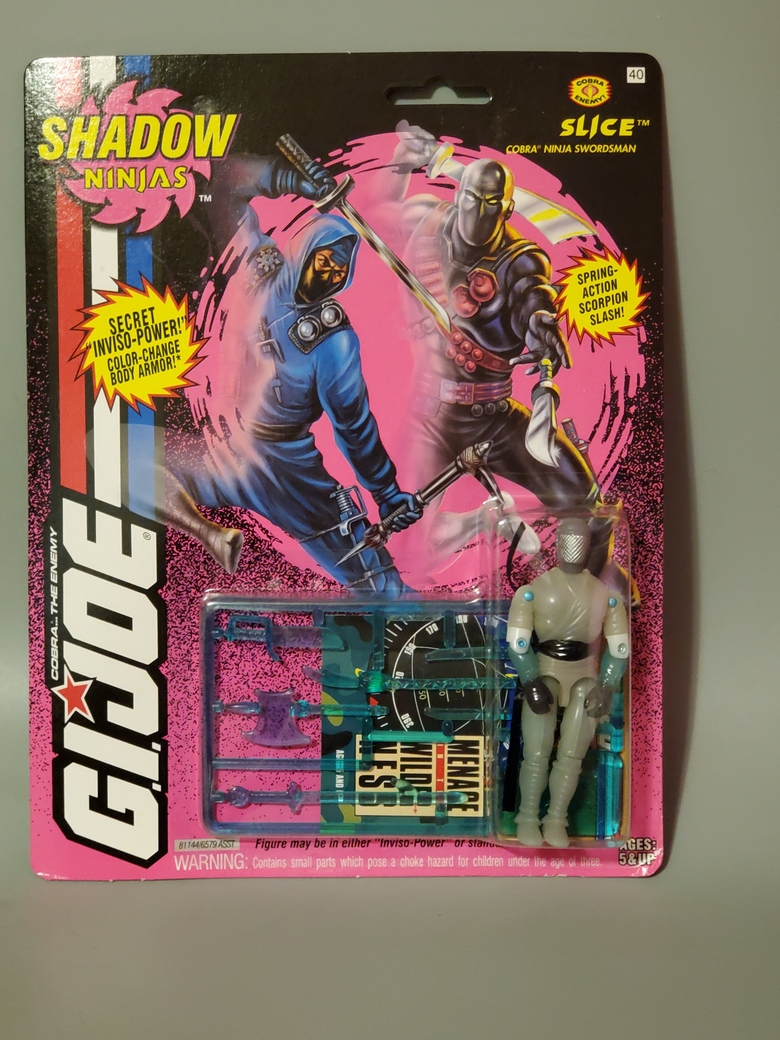 SHADOW
NINJAS
TM
COBRA
ENEMY!
40
SLICE™
COBRA® NINJA SWORDSMAN
SPRING-
ACTION
SCORPION
SLASH!
SECRET
"INVISO-POWER!"
COLOR-CHANGE
BODY ARMOR!*
COBRA...THE ENEMY
G.I.JOE
®
MENACE
WILD
NESS
81144/6579 ASST.
Figure may be in either "Inviso-Power" or
WARNING: Contains small parts which pose a choke hazard for children under the age of three.
AGES:
5&UP